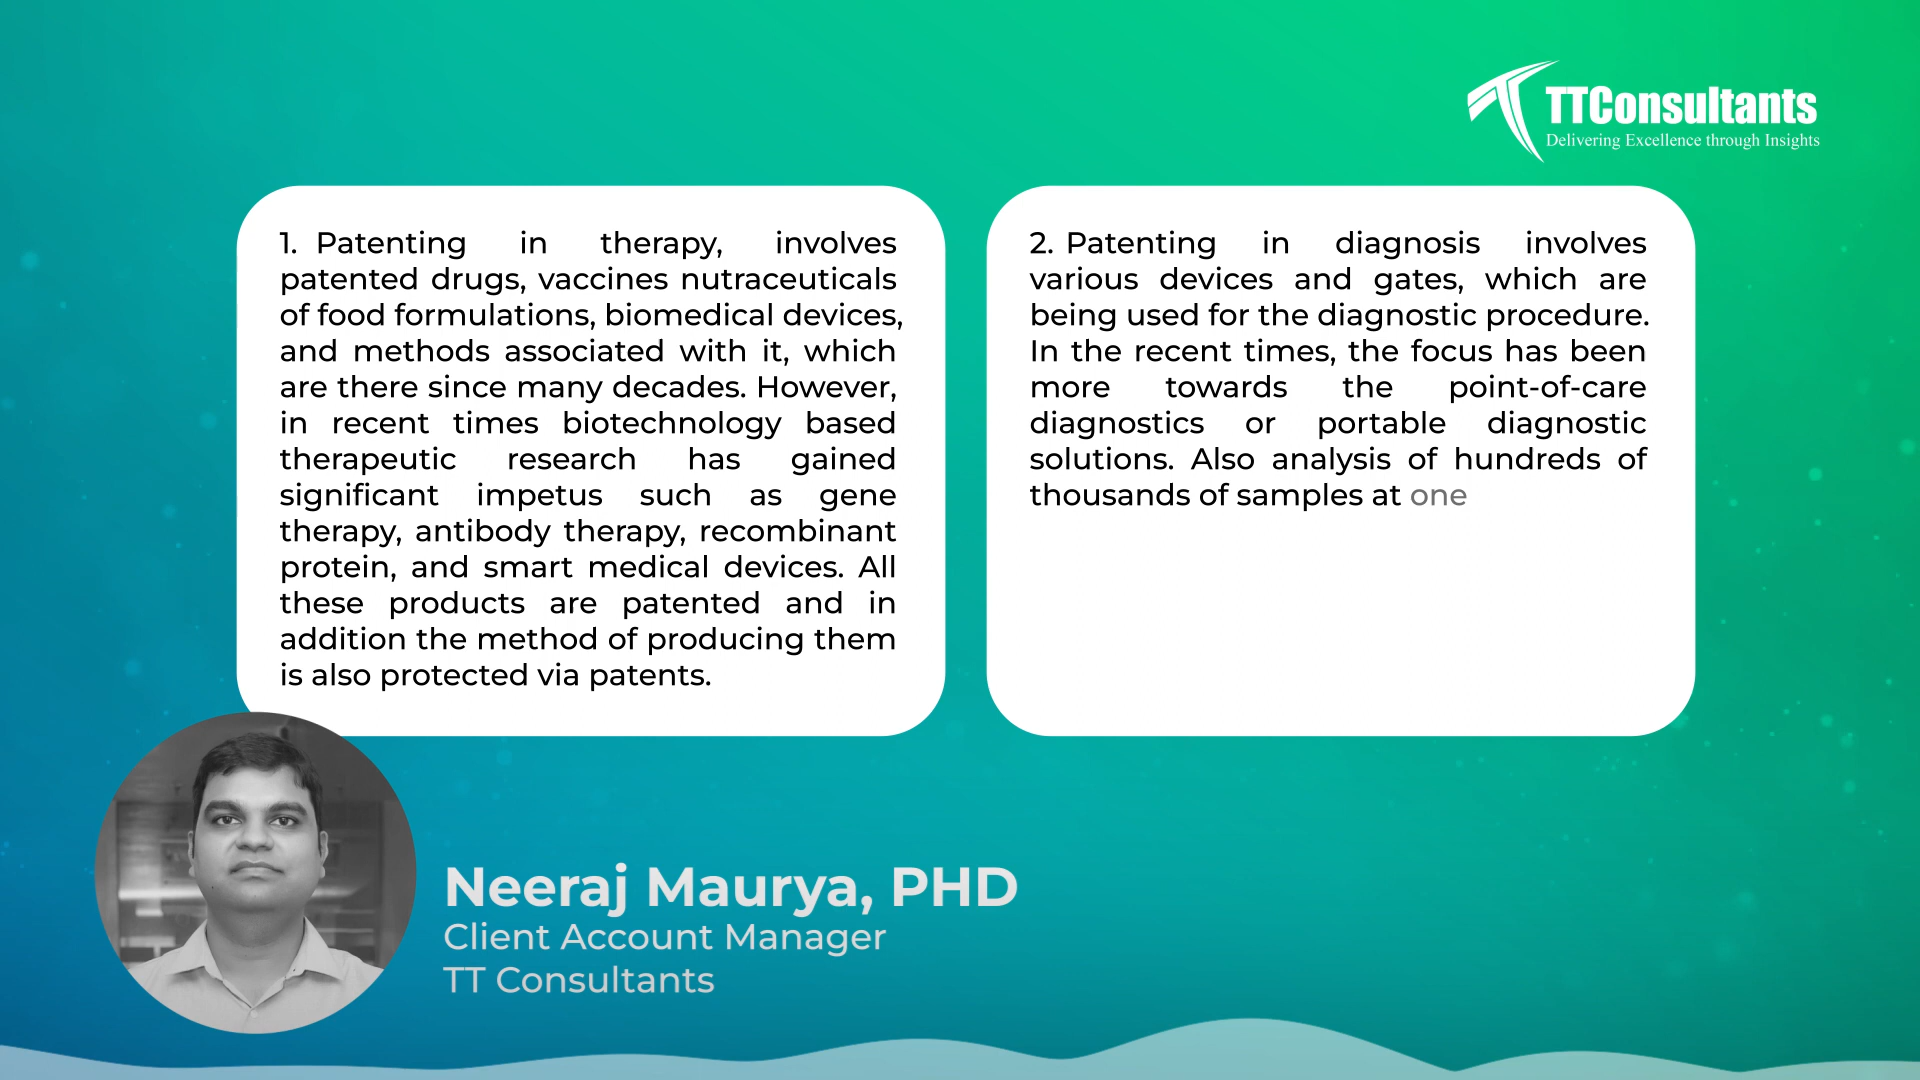 TTConsultants
Delivering Excellence through Insights
1. Patenting in therapy, involves
patented drugs, vaccines nutraceuticals
of food formulations, biomedical devices,
and methods associated with it, which
are there since many decades. However,
in recent times biotechnology based
therapeutic research has gained
significant impetus such as gene
therapy, antibody therapy, recombinant
protein, and smart medical devices. All
these products are patented and in
addition the method of producing them
is also protected via patents.
2. Patenting in diagnosis involves
various devices and gates, which are
being used for the diagnostic procedure.
In the recent times, the focus has been
more towards the point-of-care
diagnostics or portable diagnostic
solutions. Also analysis of hundreds of
thousands of samples at one
Neeraj Maurya, PHD
Client Account Manager
TT Consultants